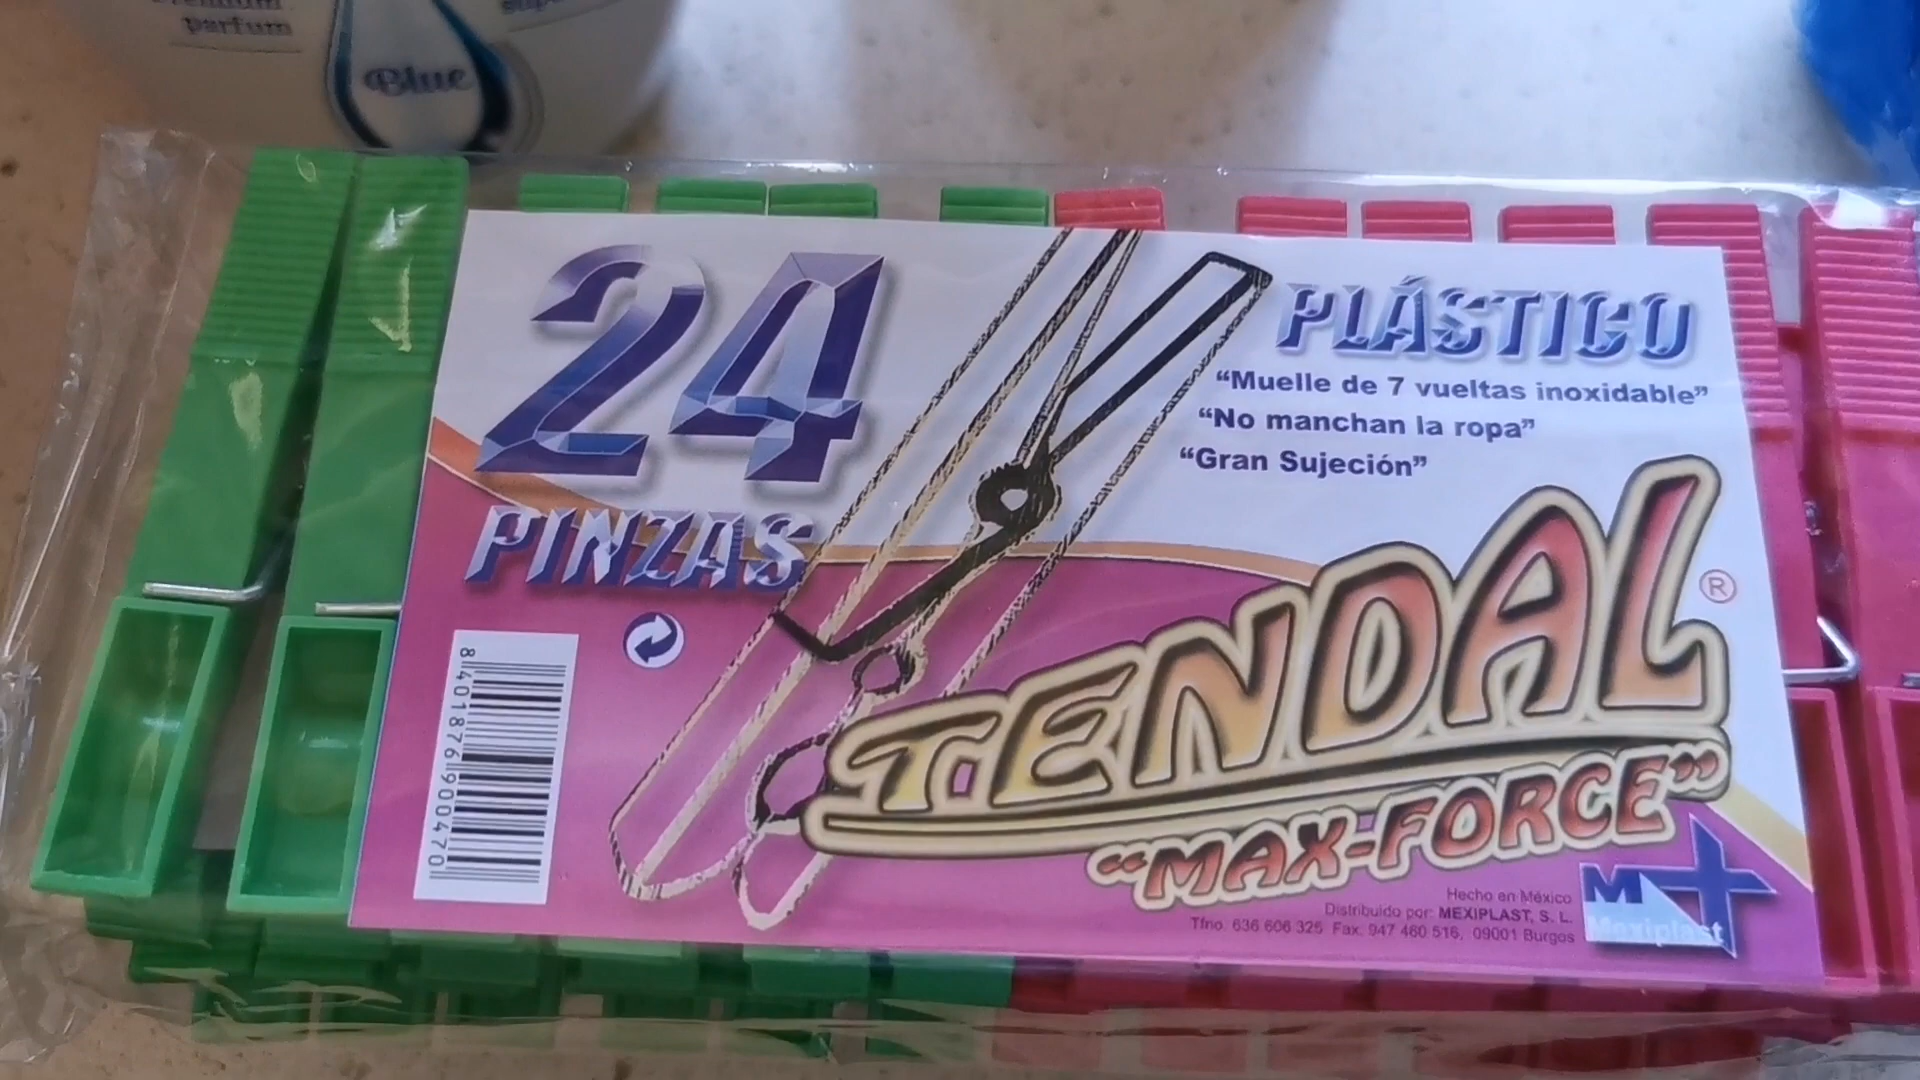 parfum
Blue
24
PINZAS
PLÁSTICO
“Muelle de 7 vueltas inoxidable”
“No manchan la ropa”
“Gran Sujeción”
TENDAL ®
“MAX-FORCE”
8 401876 900470
Hecho en México
Distribuido por: MEXIPLAST, S. L.
Tfno. 636 606 325 Fax. 947 460 516, 09001 Burgos
M
Mexiplast